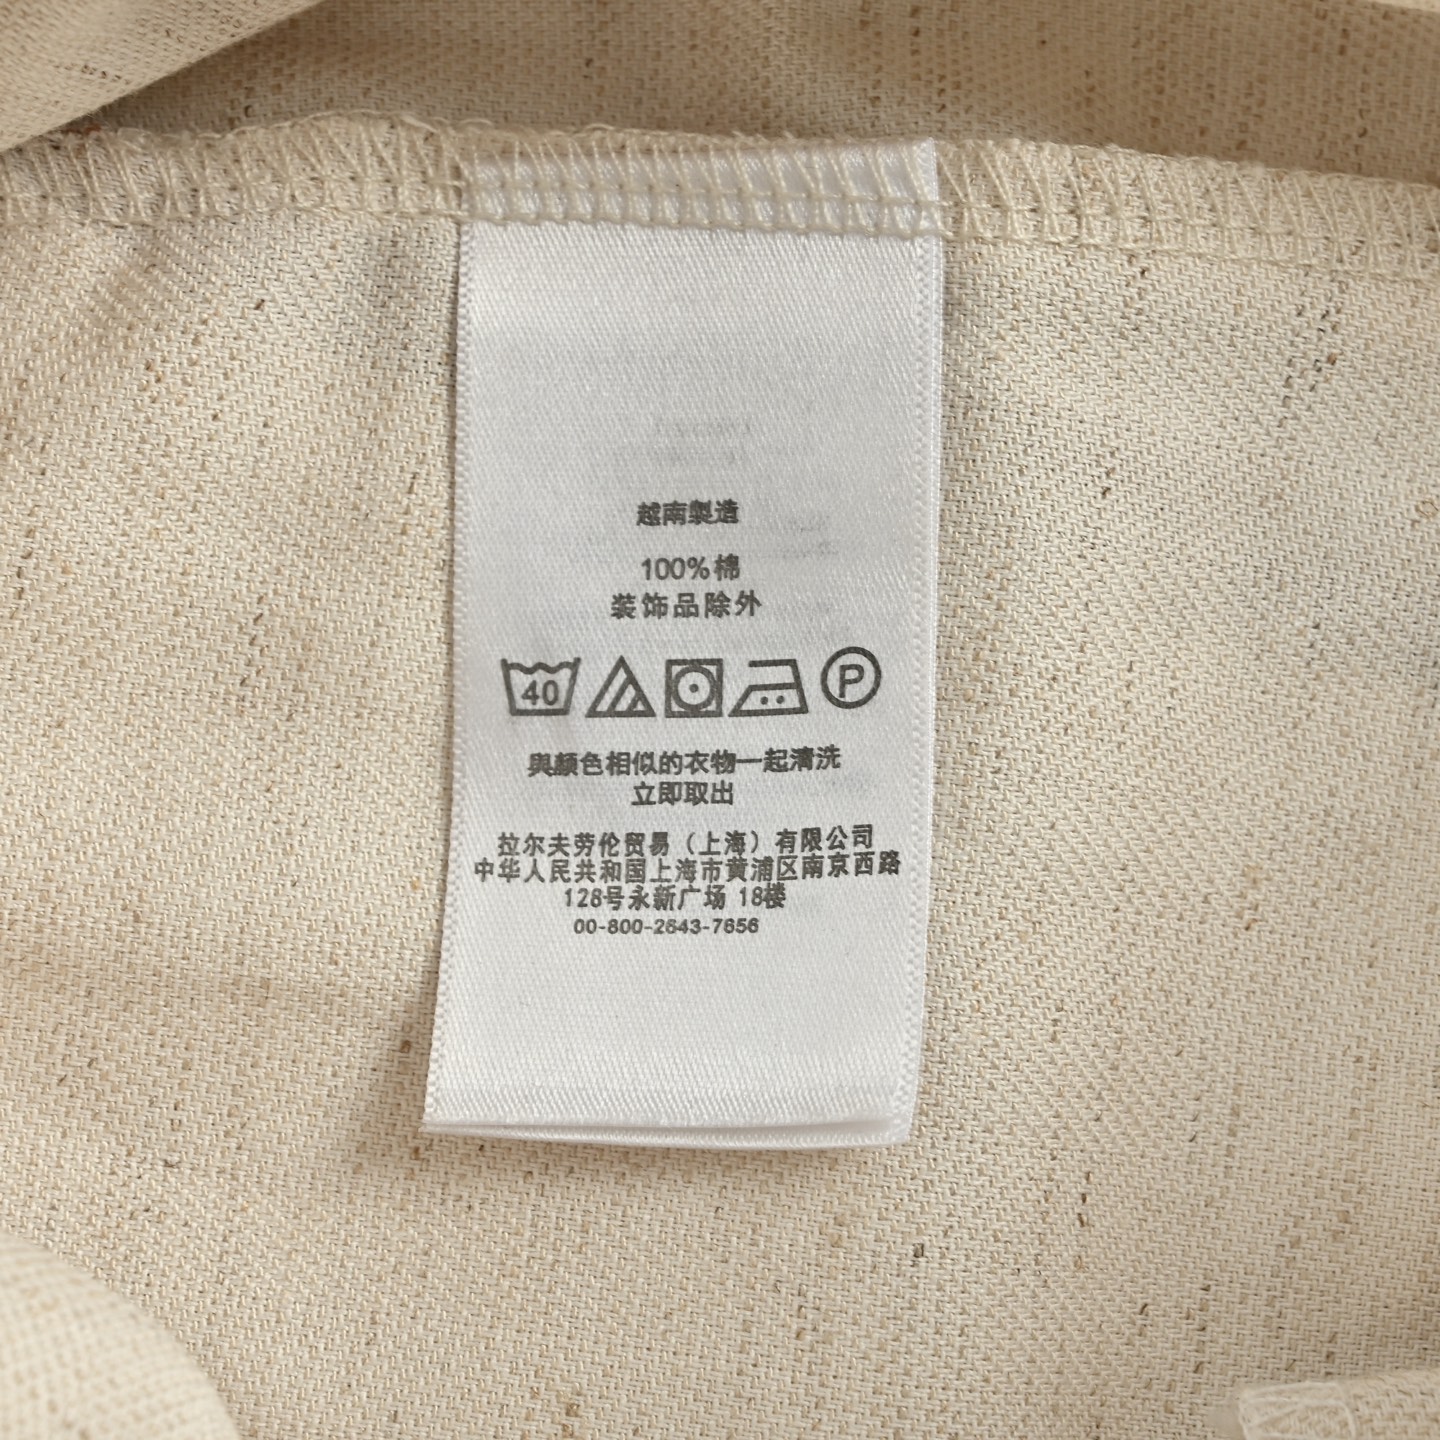 越南製造
100%棉
装饰品除外
40
P
與顏色相似的衣物一起清洗
立即取出
拉尔夫劳伦贸易（上海）有限公司
中华人民共和国上海市黄浦区南京西路
128号永新广场 18楼
00-800-2643-7656